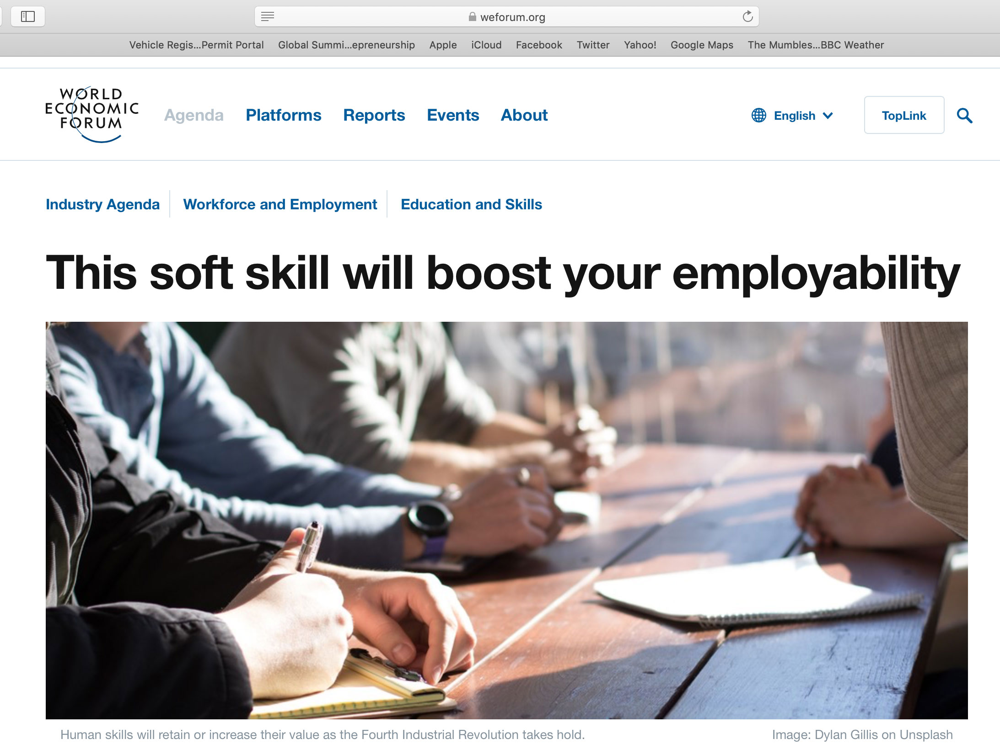 weforum.org
Vehicle Regis...Permit Portal Global Summi...epreneurship Apple iCloud Facebook Twitter Yahoo! Google Maps The Mumbles...BBC Weather
WORLD
ECONOMIC
FORUM
Agenda Platforms Reports Events About English TopLink
Industry Agenda Workforce and Employment Education and Skills
This soft skill will boost your employability
Human skills will retain or increase their value as the Fourth Industrial Revolution takes hold. Image: Dylan Gillis on Unsplash